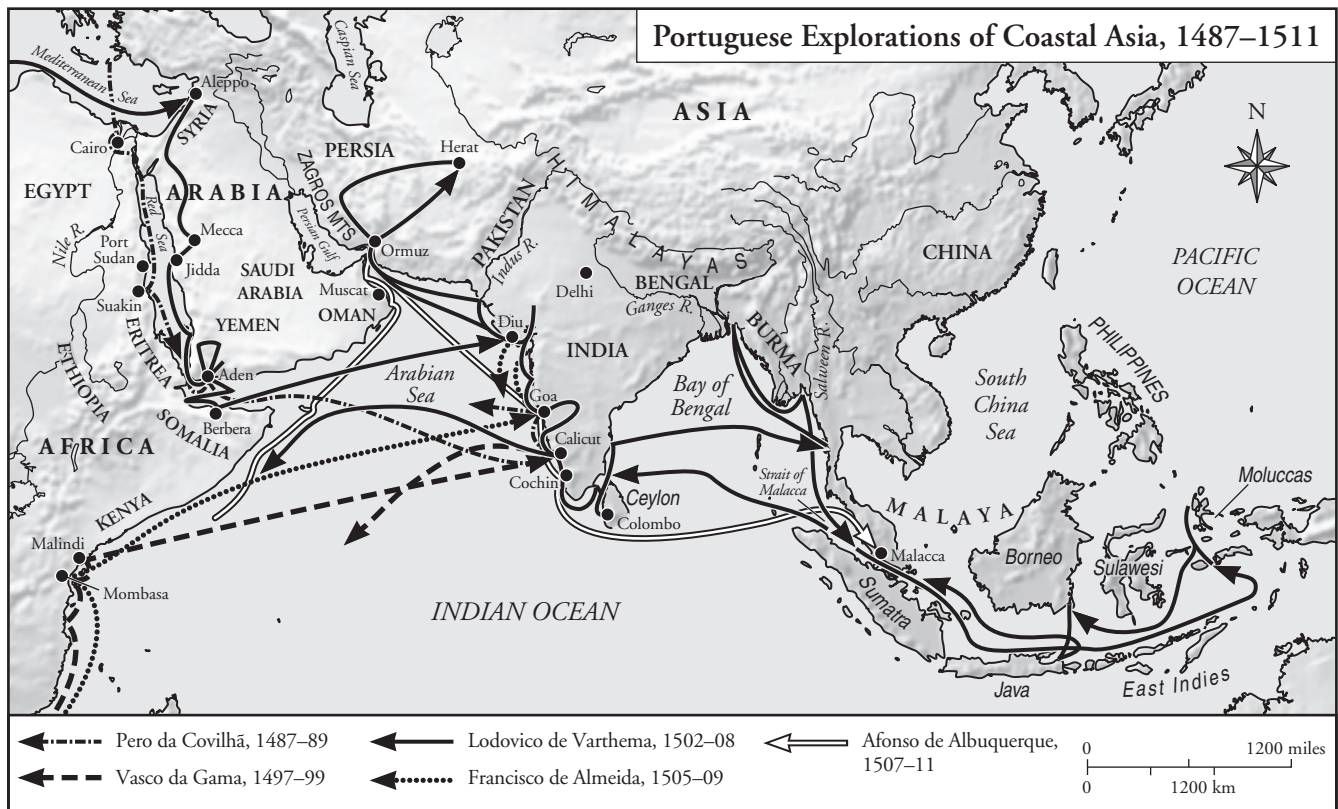 Portuguese Explorations of Coastal Asia, 1487–1511
Mediterranean
Sea
Caspian Sea
Aleppo
SYRIA
Cairo
EGYPT
Nile R.
ARABIA
Red
Sea
PERSIA
ZAGROS MTS
Persian Gulf
Herat
ASIA
N
HIMALAYAS
PAKISTAN
Indus R.
Ormuz
Mecca
Jidda
Port
Sudan
Suakin
SAUDI
ARABIA
Muscat
OMAN
YEMEN
ERITREA
ETHIOPIA
Aden
Berbera
SOMALIA
AFRICA
KENYA
Malindi
Mombasa
Arabian
Sea
Delhi
BENGAL
Ganges R.
Diu
INDIA
Goa
Calicut
Cochin
Ceylon
Colombo
Bay of
Bengal
BURMA
Salween R.
CHINA
PACIFIC
OCEAN
PHILIPPINES
South
China
Sea
Strait of
Malacca
MALAYA
Malacca
Sumatra
Borneo
Sulawesi
Moluccas
Java
East Indies
INDIAN OCEAN
Pero da Covilhã, 1487–89
Vasco da Gama, 1497–99
Lodovico de Varthema, 1502–08
Francisco de Almeida, 1505–09
Afonso de Albuquerque,
1507–11
0 1200 miles
0 1200 km